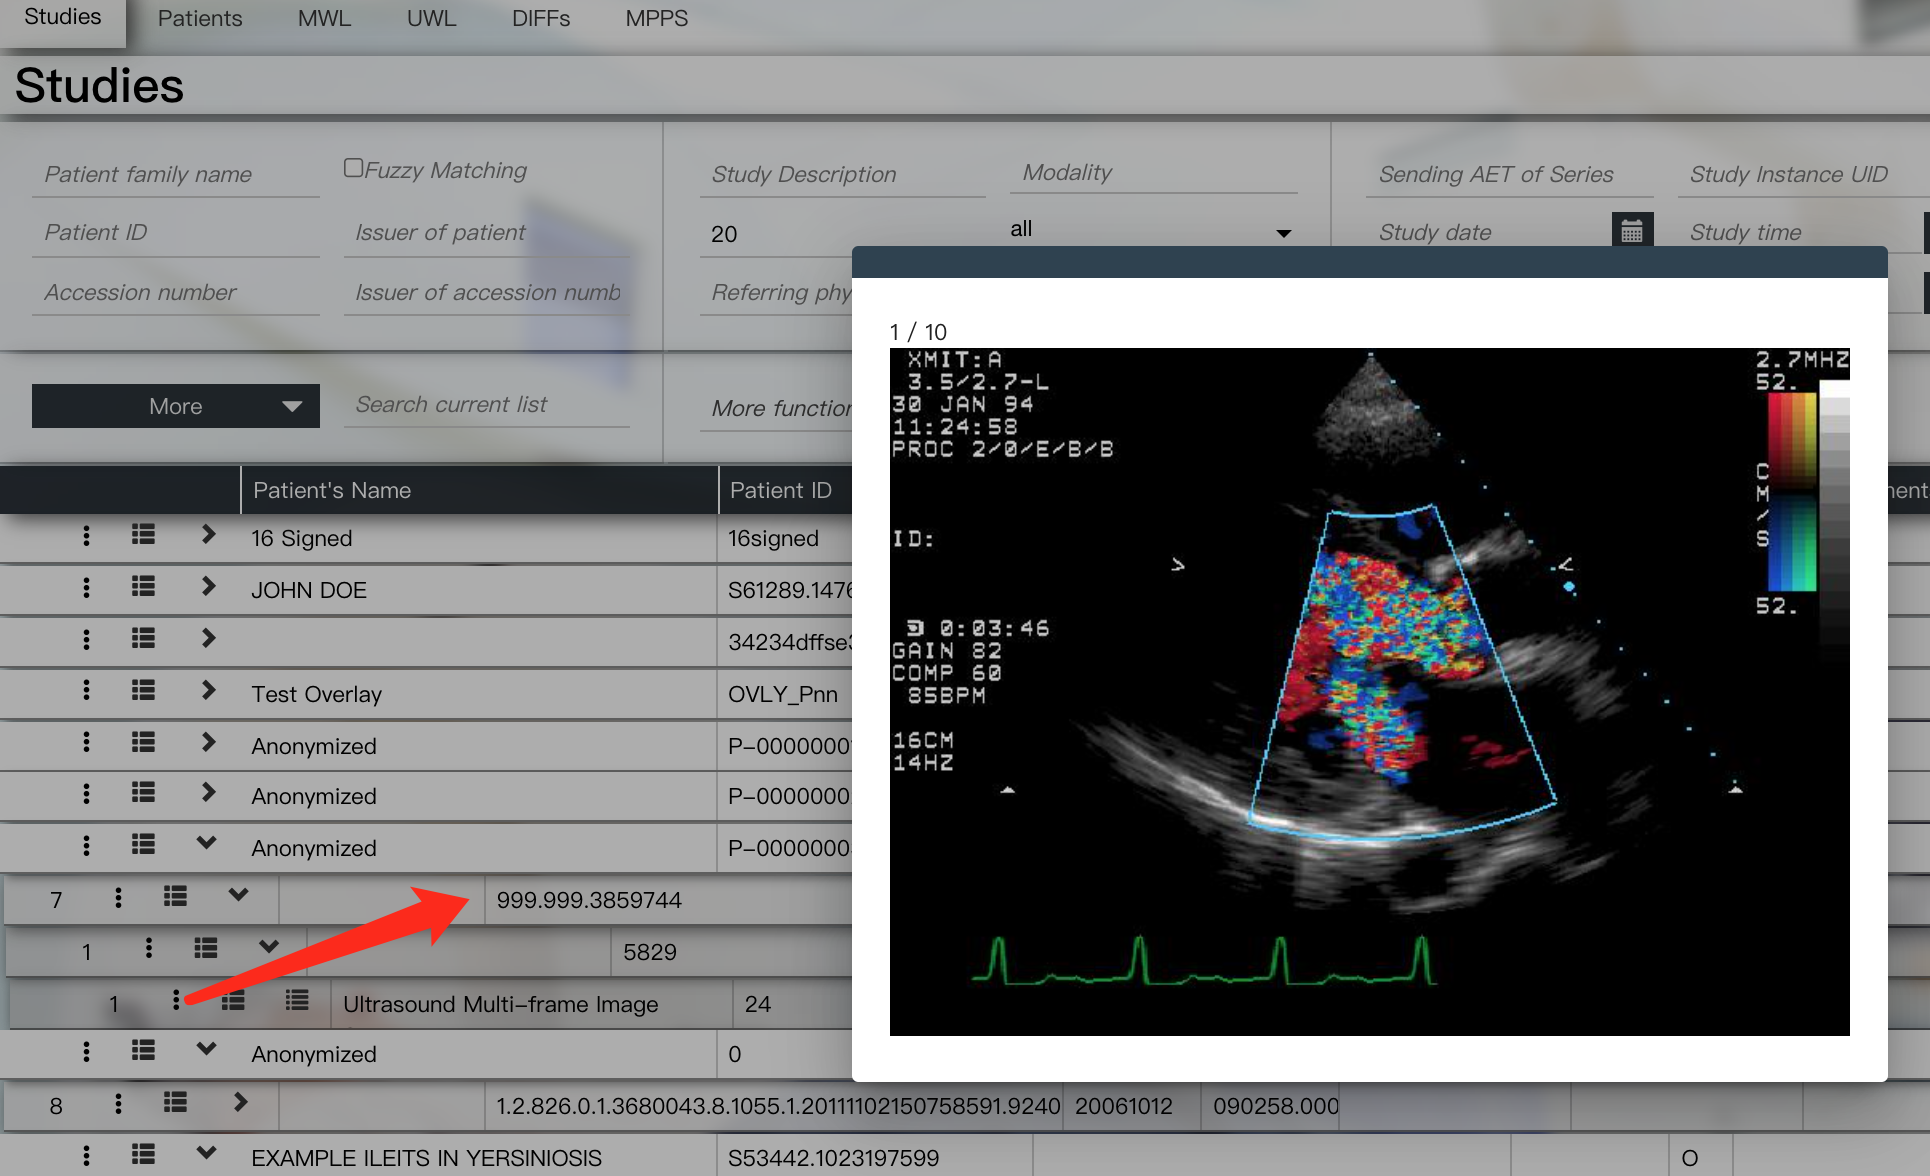 Studies Patients MWL UWL DIFFs MPPS
Studies
Patient family name Fuzzy Matching Study Description Modality Sending AET of Series Study Instance UID
Patient ID Issuer of patient 20 all Study date Study time
Accession number Issuer of accession numb Referring phy
More Search current list More function
Patient's Name Patient ID
16 Signed 16signed
JOHN DOE S61289.1476
34234dffse3
Test Overlay OVLY_Pnn
Anonymized P-0000000
Anonymized P-0000000
Anonymized P-0000000
7 999.999.3859744
1 5829
1 Ultrasound Multi-frame Image 24
Anonymized 0
8 1.2.826.0.1.3680043.8.1055.1.20111102150758591.9240 20061012 090258.000
EXAMPLE ILEITS IN YERSINIOSIS S53442.1023197599 O
1 / 10
XMIT:A
3.5/2.7-L
30 JAN 94
11:24:58
PROC 2/0/E/B/B
ID:
0:03:46
GAIN 82
COMP 60
85BPM
16CM
14HZ
2.7MHZ
52.
CM/S
52.